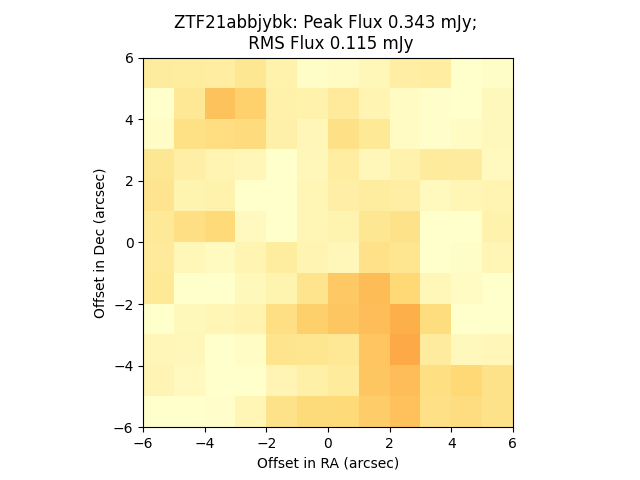 ZTF21abbjybk: Peak Flux 0.343 mJy;
RMS Flux 0.115 mJy
6
4
2
0
−2
−4
−6
Offset in Dec (arcsec)
−6 −4 −2 0 2 4 6
Offset in RA (arcsec)